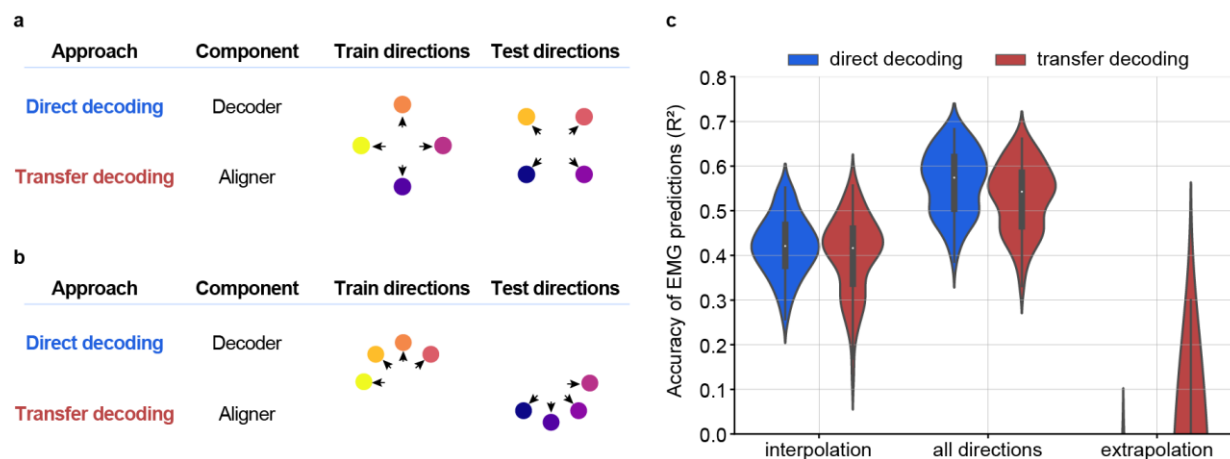 a
Approach Component Train directions Test directions
Direct decoding Decoder
Transfer decoding Aligner
b
Approach Component Train directions Test directions
Direct decoding Decoder
Transfer decoding Aligner
c
direct decoding transfer decoding
Accuracy of EMG predictions (R²)
0.8
0.7
0.6
0.5
0.4
0.3
0.2
0.1
0.0
interpolation all directions extrapolation